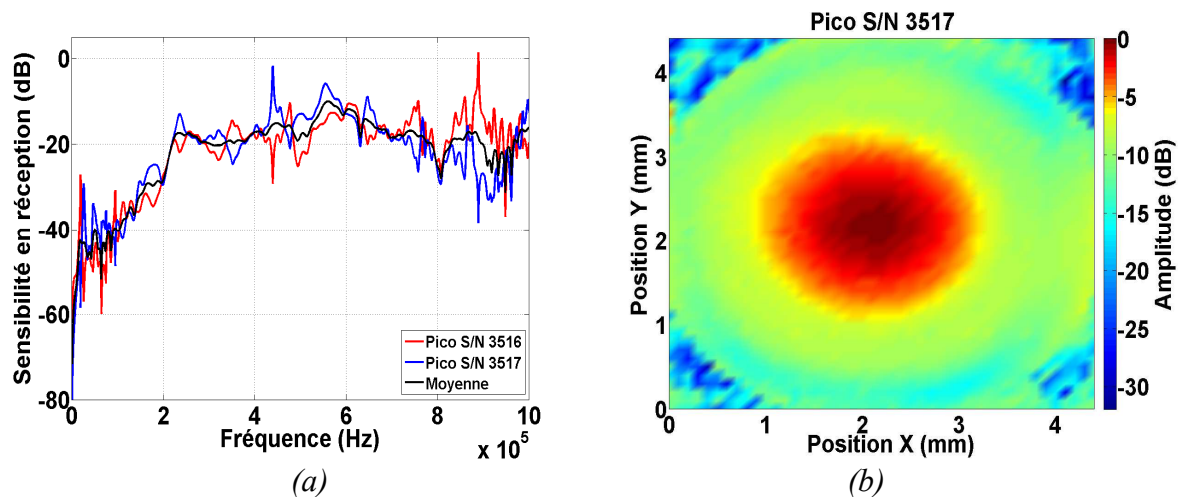 Sensibilité en réception (dB)
0
-20
-40
-60
-80
0
2
4
6
8
10
x 10⁵
Fréquence (Hz)
Pico S/N 3516
Pico S/N 3517
Moyenne
(a)
Pico S/N 3517
Position Y (mm)
4
3
2
1
0
0
1
2
3
4
Position X (mm)
0
-5
-10
-15
-20
-25
-30
Amplitude (dB)
(b)